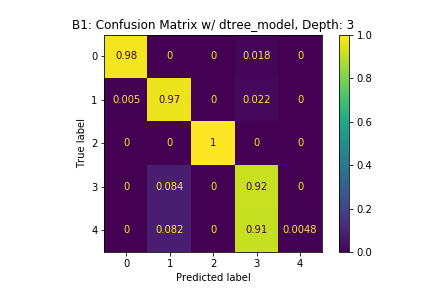 B1: Confusion Matrix w/ dtree_model, Depth: 3
1.0
0 0.98 0 0 0.018 0
0.8
1 0.005 0.97 0 0.022 0
0.6
True label
2 0 0 1 0 0
0.4
3 0 0.084 0 0.92 0
0.2
4 0 0.082 0 0.91 0.0048
0.0
0 1 2 3 4
Predicted label